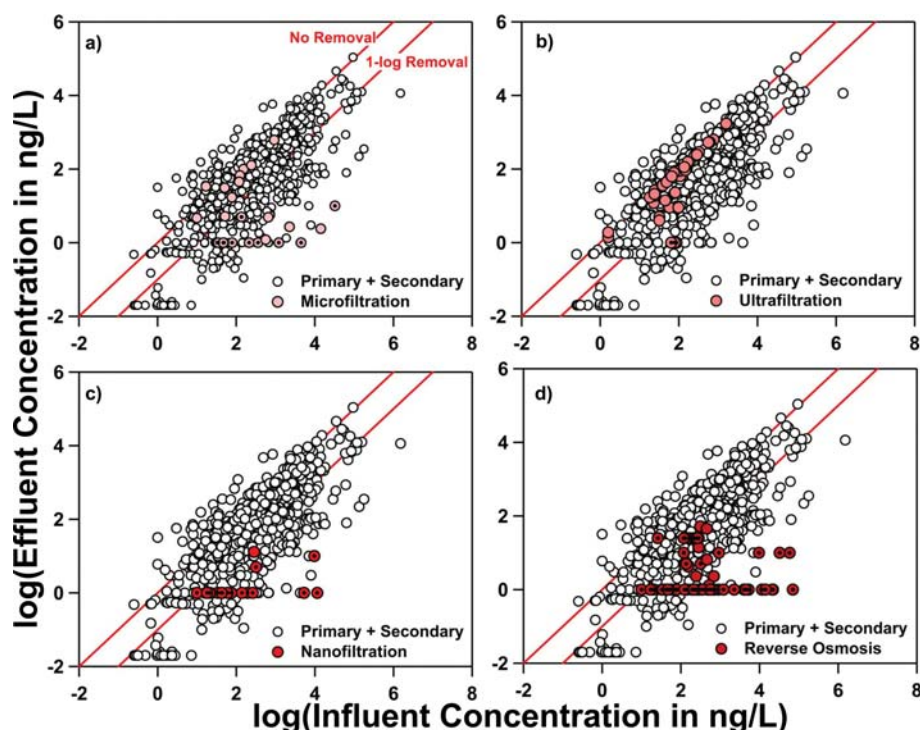 log(Effluent Concentration in ng/L)
a)
No Removal
1-log Removal
6
4
2
0
-2
Primary + Secondary
Microfiltration
-2 0 2 4 6 8
b)
6
4
2
0
-2
Primary + Secondary
Ultrafiltration
-2 0 2 4 6 8
c)
6
4
2
0
-2
Primary + Secondary
Nanofiltration
-2 0 2 4 6 8
d)
6
4
2
0
-2
Primary + Secondary
Reverse Osmosis
-2 0 2 4 6 8
log(Influent Concentration in ng/L)